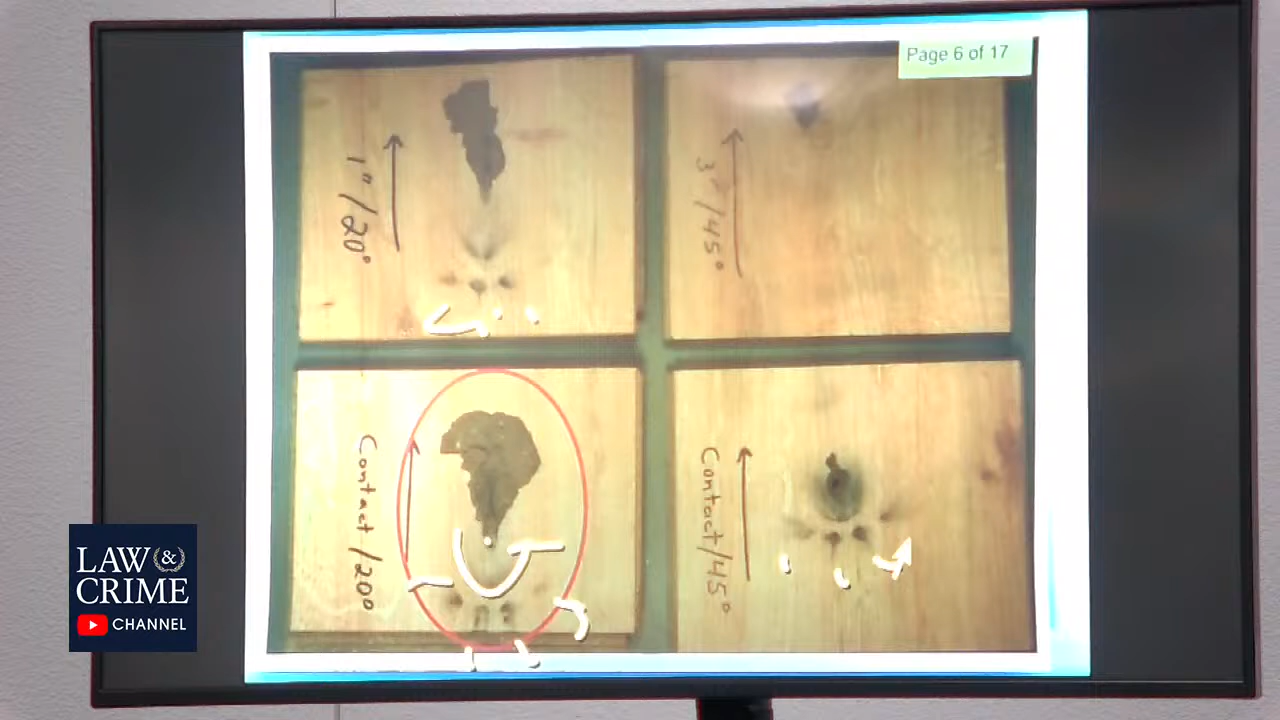 Page 6 of 17
1"/20°
3"/45°
Contact/20°
Contact/45°
LAW&
CRIME
CHANNEL